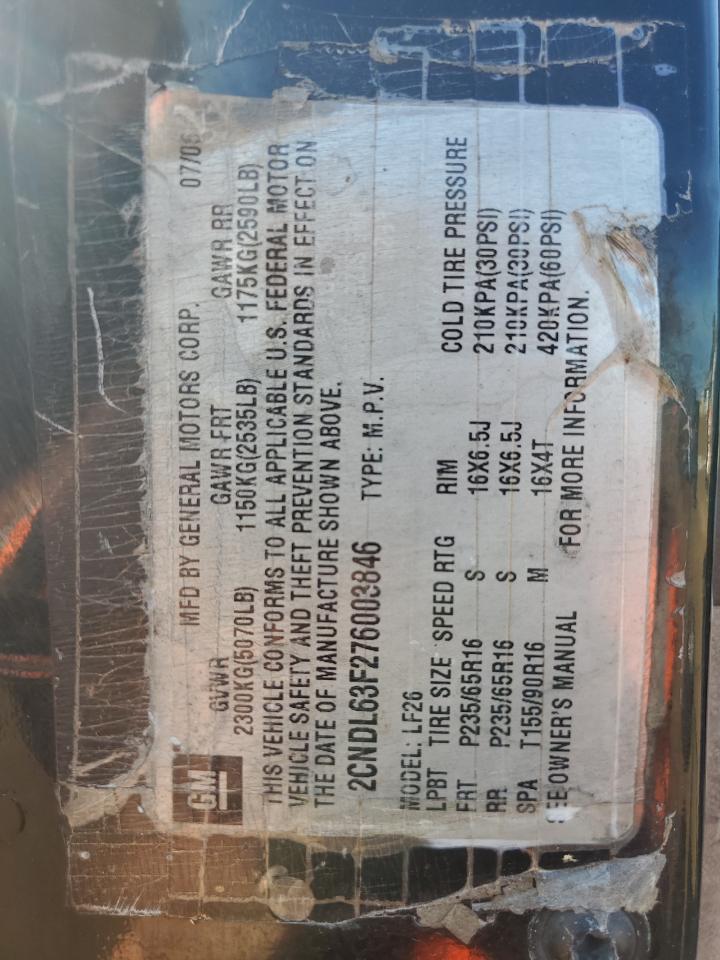 GM
MFD BY GENERAL MOTORS CORP. 07/06
GVWR GAWR FRT GAWR RR
2300KG(5070LB) 1150KG(2535LB) 1175KG(2590LB)
THIS VEHICLE CONFORMS TO ALL APPLICABLE U.S. FEDERAL MOTOR
VEHICLE SAFETY AND THEFT PREVENTION STANDARDS IN EFFECT ON
THE DATE OF MANUFACTURE SHOWN ABOVE.
2CNDL63F276003846 TYPE: M.P.V.
MODEL: LF26
LPBT TIRE SIZE SPEED RTG RIM COLD TIRE PRESSURE
FRT P235/65R16 S 16X6.5J 210KPA(30PSI)
RR P235/65R16 S 16X6.5J 210KPA(30PSI)
SPA T155/90R16 M 16X4T 420KPA(60PSI)
SEE OWNER'S MANUAL FOR MORE INFORMATION.